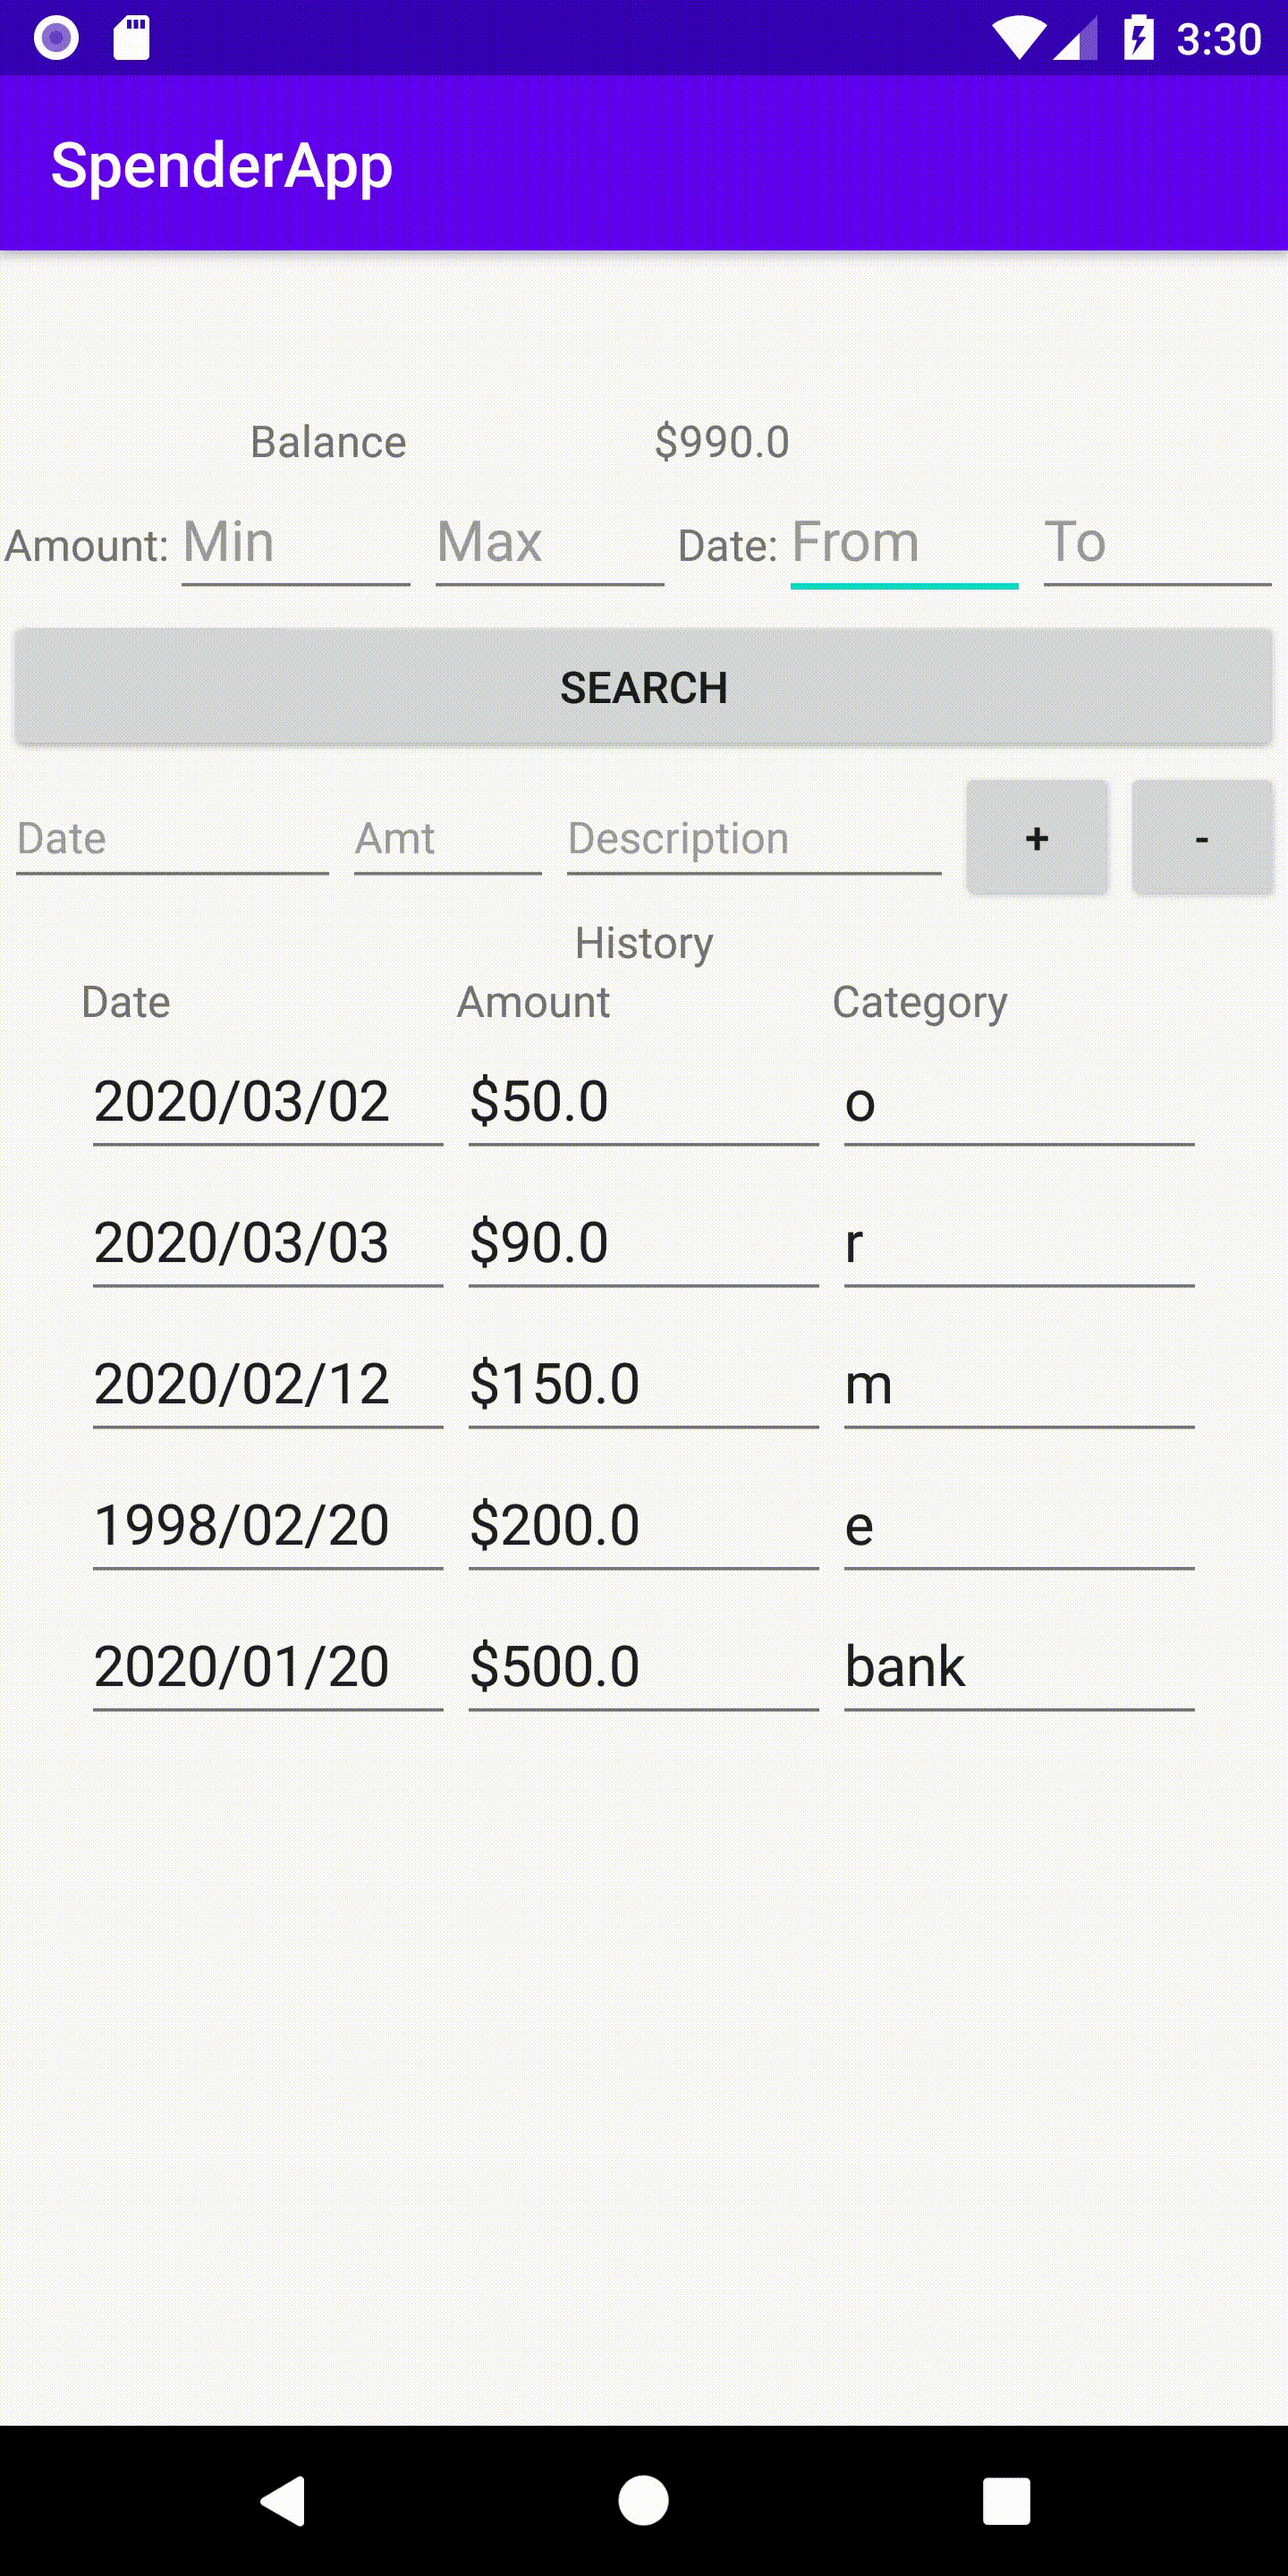 3:30
SpenderApp
Balance $990.0
Amount: Min Max Date: From To
SEARCH
Date Amt Description + -
History
Date Amount Category
2020/03/02 $50.0 o
2020/03/03 $90.0 r
2020/02/12 $150.0 m
1998/02/20 $200.0 e
2020/01/20 $500.0 bank